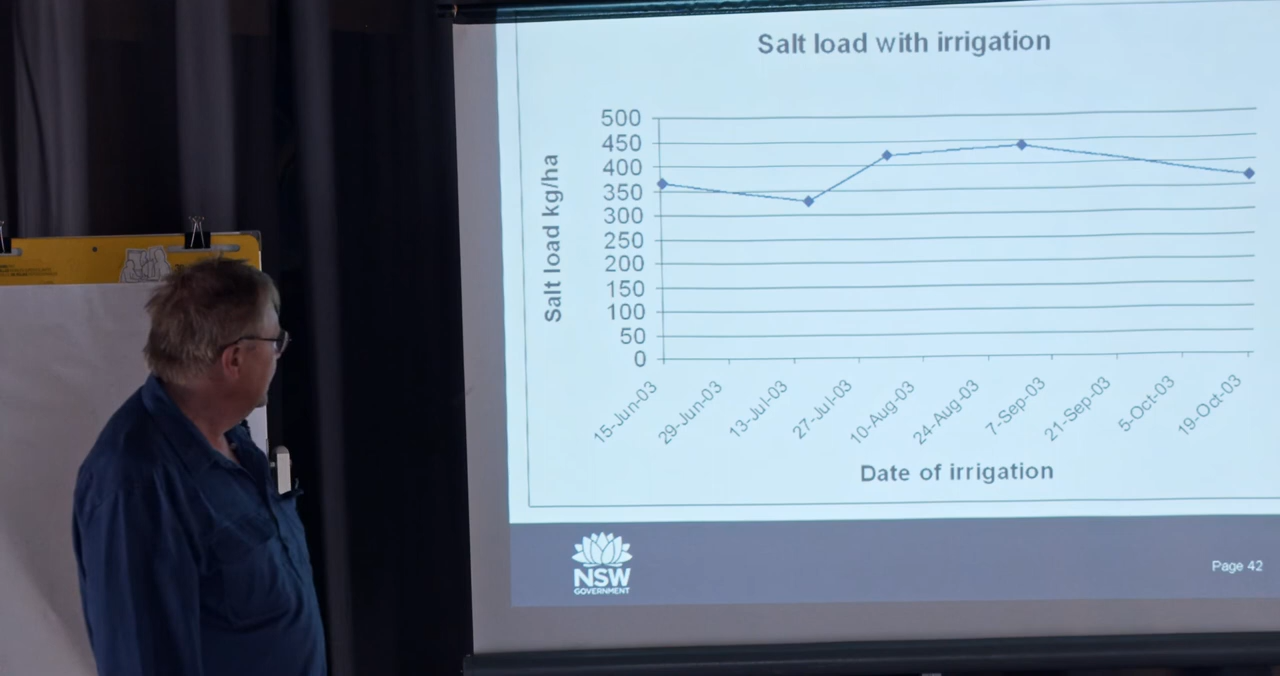 Salt load with irrigation
500
450
400
350
300
250
200
150
100
50
0
Salt load kg/ha
15-Jun-03
29-Jun-03
13-Jul-03
27-Jul-03
10-Aug-03
24-Aug-03
7-Sep-03
21-Sep-03
5-Oct-03
19-Oct-03
Date of irrigation
NSW
GOVERNMENT
Page 42